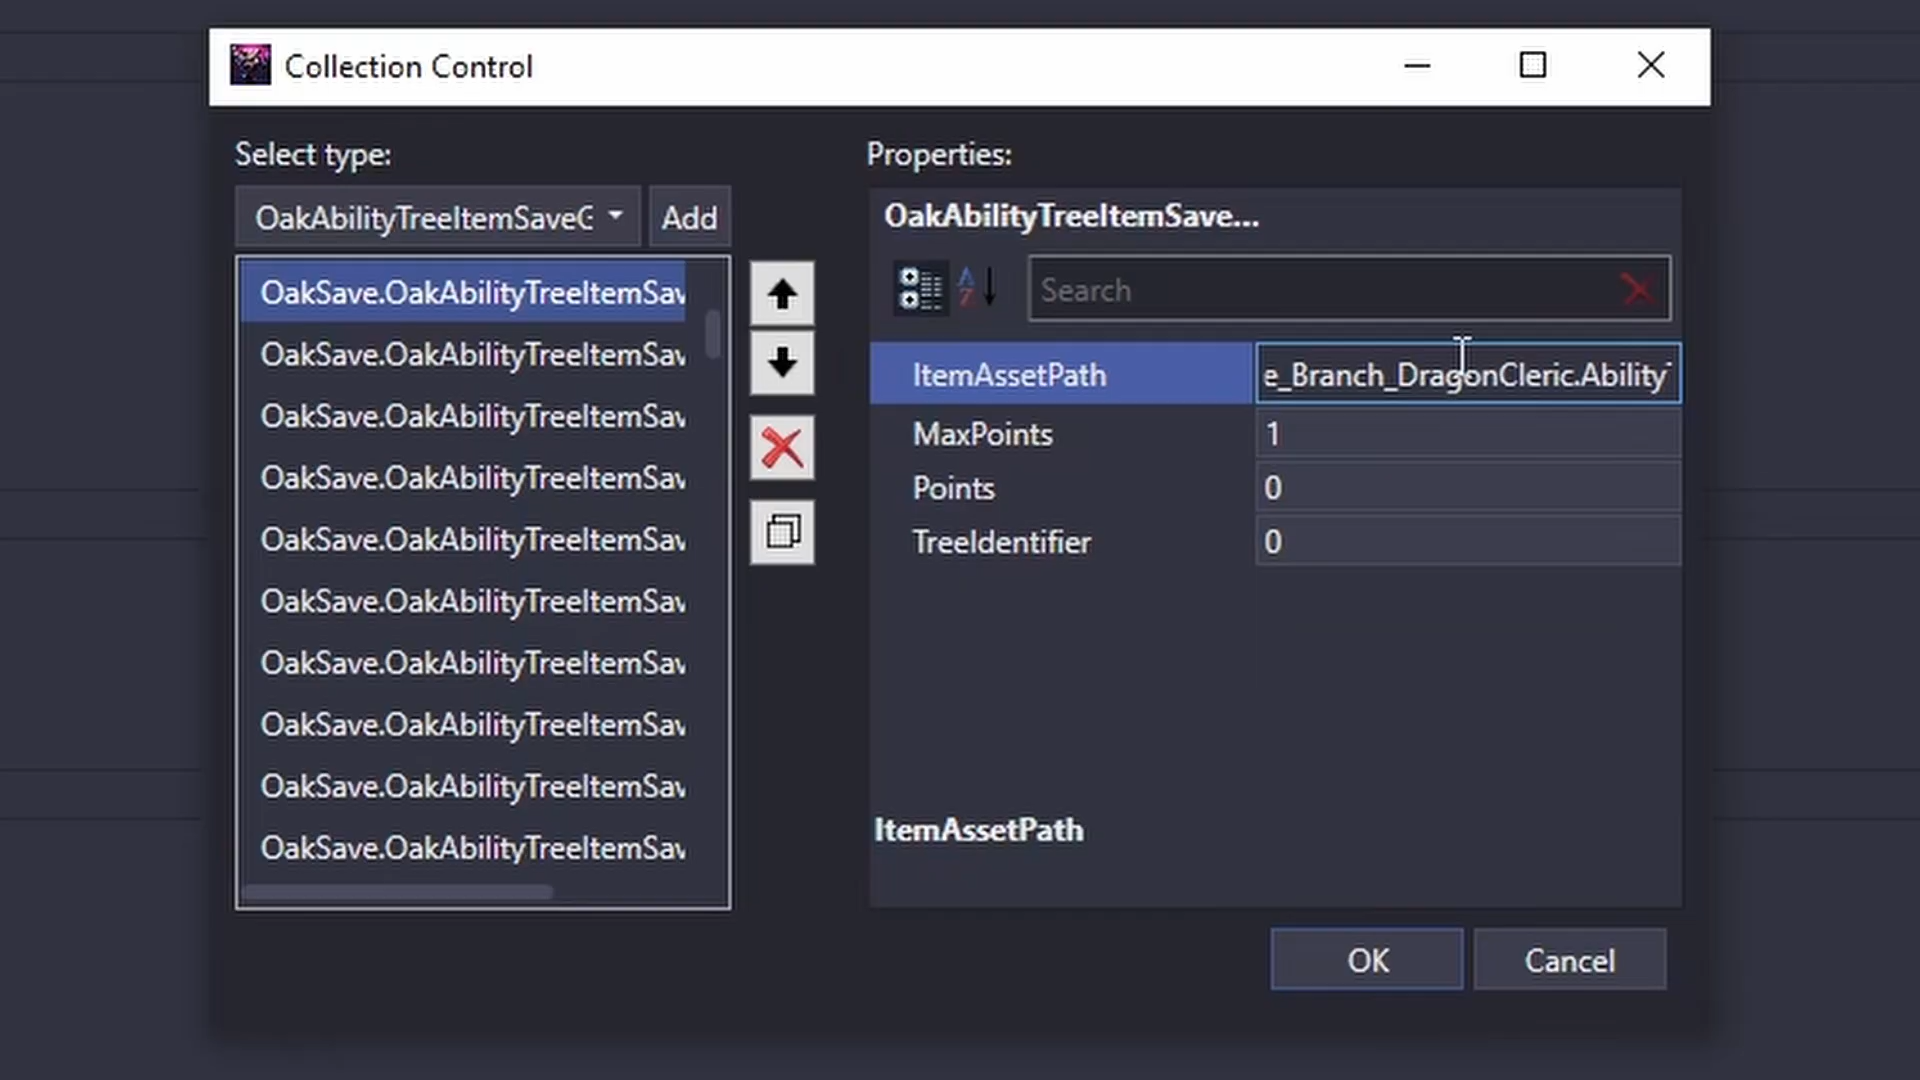 Collection Control
Select type:
OakAbilityTreeItemSaveG
Add
OakSave.OakAbilityTreeItemSav
OakSave.OakAbilityTreeItemSav
OakSave.OakAbilityTreeItemSav
OakSave.OakAbilityTreeItemSav
OakSave.OakAbilityTreeItemSav
OakSave.OakAbilityTreeItemSav
OakSave.OakAbilityTreeItemSav
OakSave.OakAbilityTreeItemSav
OakSave.OakAbilityTreeItemSav
OakSave.OakAbilityTreeItemSav
Properties:
OakAbilityTreeItemSave...
Search
ItemAssetPath e_Branch_DragonCleric.AbilityT
MaxPoints 1
Points 0
TreeIdentifier 0
ItemAssetPath
OK
Cancel